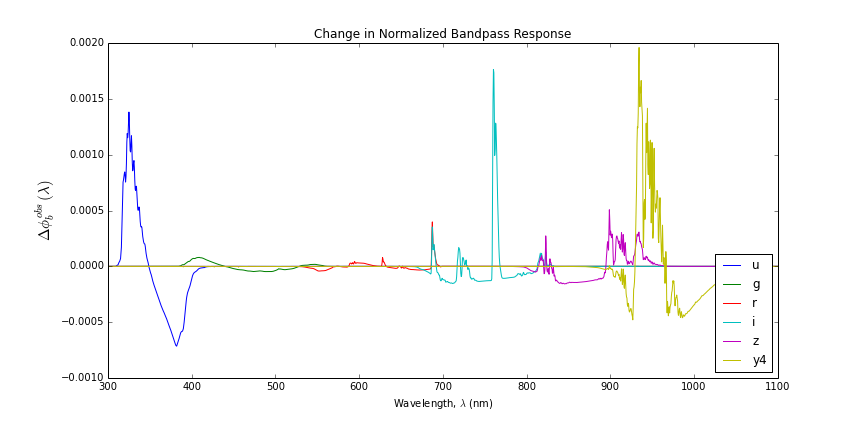 Change in Normalized Bandpass Response
Δϕ_b^{obs}(λ)
0.0020
0.0015
0.0010
0.0005
0.0000
−0.0005
−0.0010
300 400 500 600 700 800 900 1000 1100
Wavelength, λ (nm)
u
g
r
i
z
y4